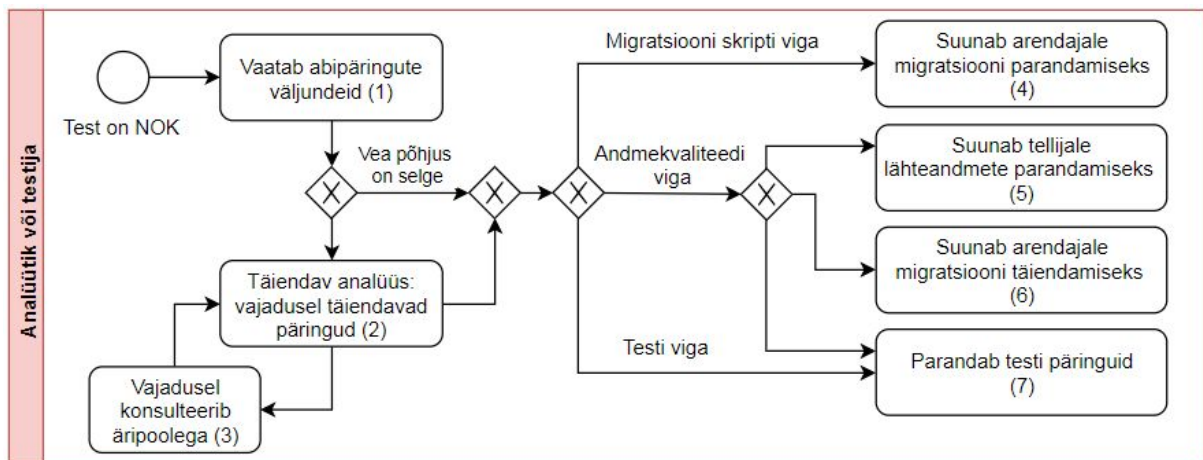 Analüütik või testija
Test on NOK
Vaatab abipäringute
väljundeid (1)
Vea põhjus
on selge
Täiendav analüüs:
vajadusel täiendavad
päringud (2)
Vajadusel
konsulteerib
äripoolega (3)
Migratsiooni skripti viga
Andmekvaliteedi
viga
Testi viga
Suunab arendajale
migratsiooni parandamiseks
(4)
Suunab tellijale
lähteandmete parandamiseks
(5)
Suunab arendajale
migratsiooni täiendamiseks
(6)
Parandab testi päringuid
(7)